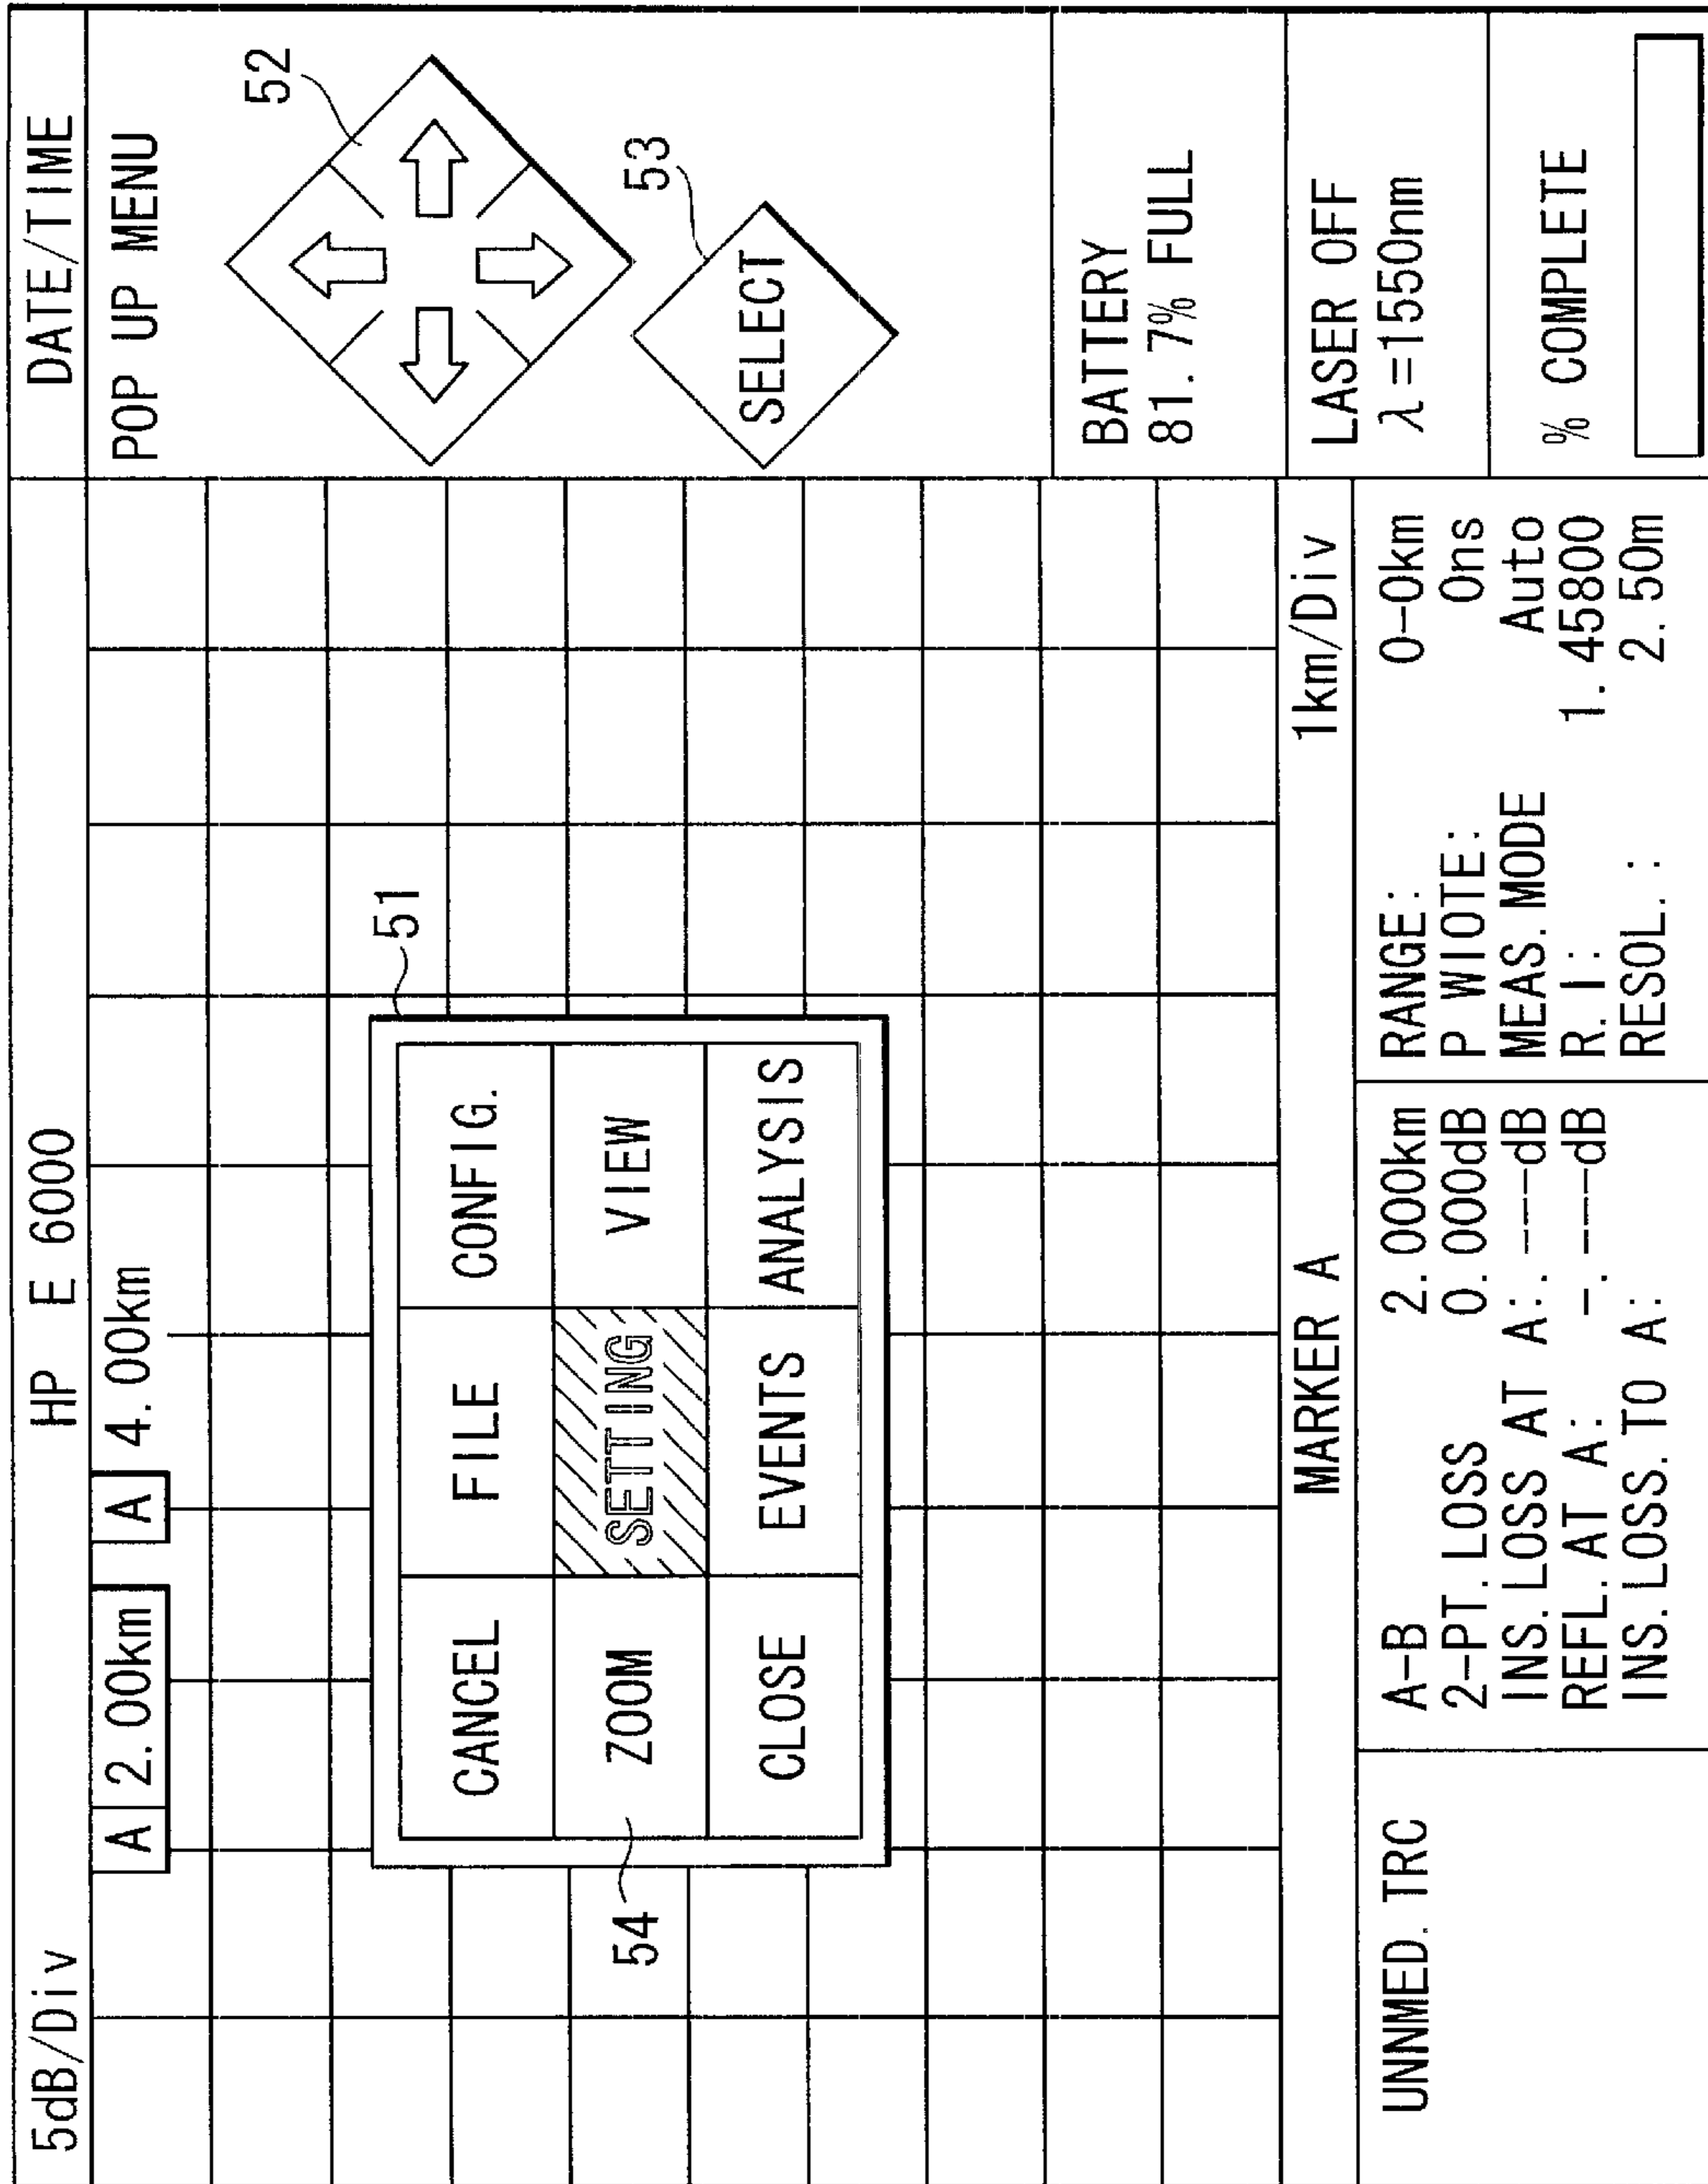 5dB/Div HP E 6000 DATE/TIME
A 2.00km A 4.00km
POP UP MENU
52
53
SELECT
51
CANCEL FILE CONFIG.
ZOOM SETTING VIEW
CLOSE EVENTS ANALYSIS
54
BATTERY
81.7% FULL
MARKER A 1km/Div
LASER OFF
λ=1550nm
% COMPLETE
UNNMED.TRC
A-B 2.000km
2-PT.LOSS 0.000dB
INS.LOSS AT A:.---dB
REFL.AT A: -.---dB
INS.LOSS.TO A:
RANGE: 0-0km
P WIOTE: 0ns
MEAS.MODE Auto
R.I: 1.45800
RESOL.: 2.50m